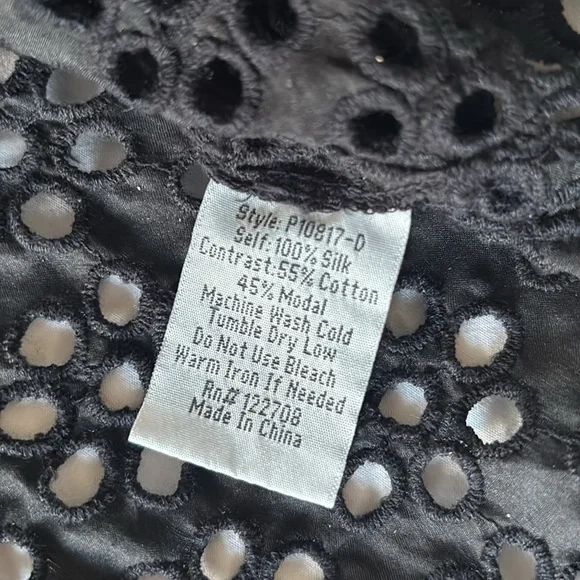 Style: P10817-D
Self: 100% Silk
Contrast: 55% Cotton
45% Modal
Machine Wash Cold
Tumble Dry Low
Do Not Use Bleach
Warm Iron If Needed
Rn# 122708
Made In China